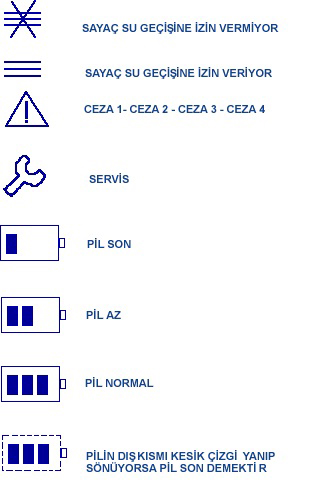 SAYAÇ SU GEÇİŞİNE İZİN VERMİYOR
SAYAÇ SU GEÇİŞİNE İZİN VERİYOR
CEZA 1- CEZA 2 - CEZA 3 - CEZA 4
SERVİS
PİL SON
PİL AZ
PİL NORMAL
PİLİN DIŞ KISMI KESİK ÇİZGİ YANIP
SÖNÜYORSA PİL SON DEMEKTİ R